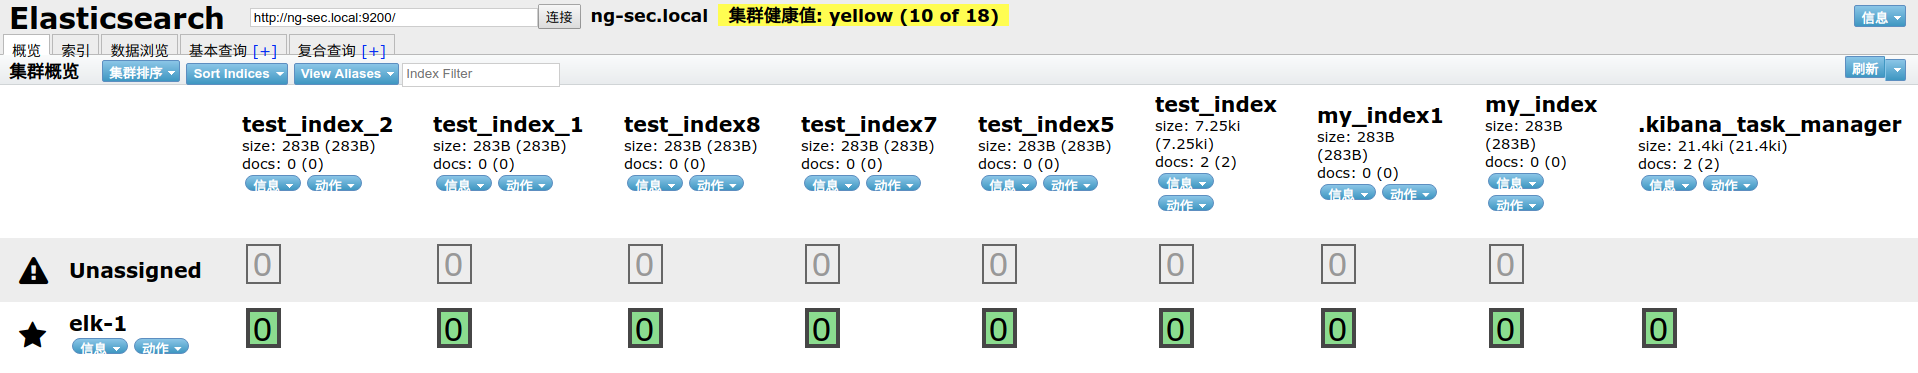 Elasticsearch
http://ng-sec.local:9200/
连接
ng-sec.local
集群健康值: yellow (10 of 18)
信息
概览
索引
数据浏览
基本查询 [+]
复合查询 [+]
集群概览
集群排序
Sort Indices
View Aliases
Index Filter
刷新
test_index_2
size: 283B (283B)
docs: 0 (0)
信息
动作
test_index_1
size: 283B (283B)
docs: 0 (0)
信息
动作
test_index8
size: 283B (283B)
docs: 0 (0)
信息
动作
test_index7
size: 283B (283B)
docs: 0 (0)
信息
动作
test_index5
size: 283B (283B)
docs: 0 (0)
信息
动作
test_index
size: 7.25ki
(7.25ki)
docs: 2 (2)
信息
动作
my_index1
size: 283B
(283B)
docs: 0 (0)
信息
动作
my_index
size: 283B
(283B)
docs: 0 (0)
信息
动作
.kibana_task_manager
size: 21.4ki (21.4ki)
docs: 2 (2)
信息
动作
Unassigned
0 0 0 0 0 0 0 0
elk-1
信息
动作
0 0 0 0 0 0 0 0 0